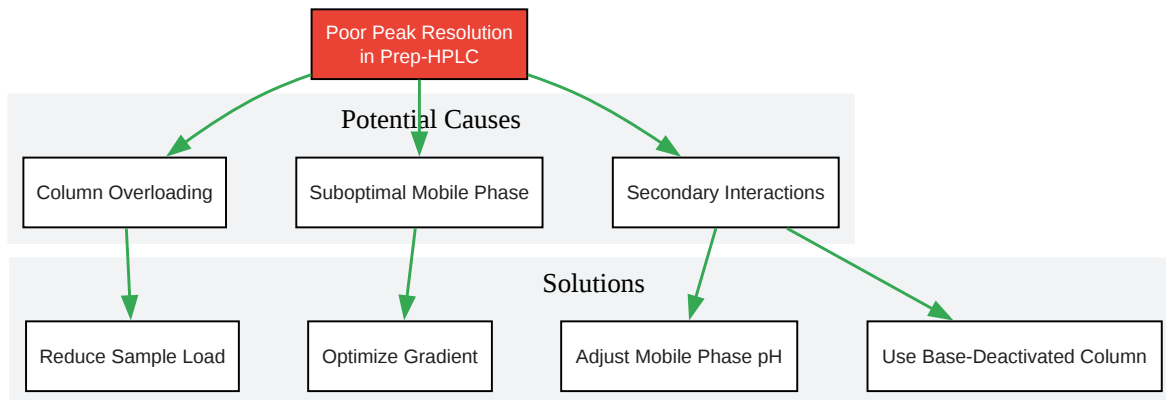 Poor Peak Resolution
in Prep-HPLC
Potential Causes
Column Overloading
Suboptimal Mobile Phase
Secondary Interactions
Solutions
Reduce Sample Load
Optimize Gradient
Adjust Mobile Phase pH
Use Base-Deactivated Column